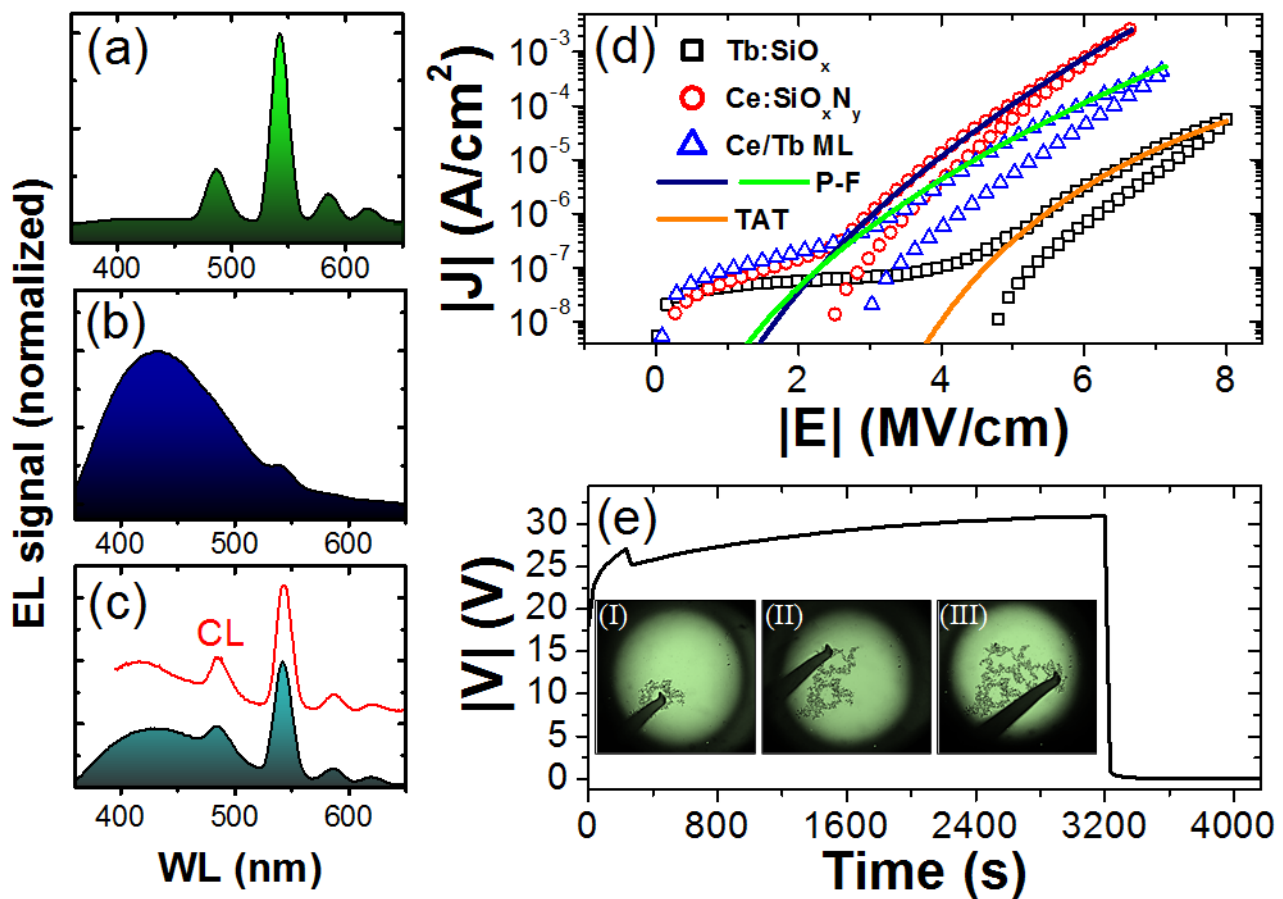 EL signal (normalized)
(a)
400 500 600
(b)
400 500 600
(c)
CL
400 500 600
WL (nm)
(d)
Tb:SiOₓ
Ce:SiOₓNᵧ
Ce/Tb ML
P-F
TAT
|J| (A/cm²)
10⁻³
10⁻⁴
10⁻⁵
10⁻⁶
10⁻⁷
10⁻⁸
0 2 4 6 8
|E| (MV/cm)
(e)
|V| (V)
30
25
20
15
10
5
0
(I) (II) (III)
0 800 1600 2400 3200 4000
Time (s)